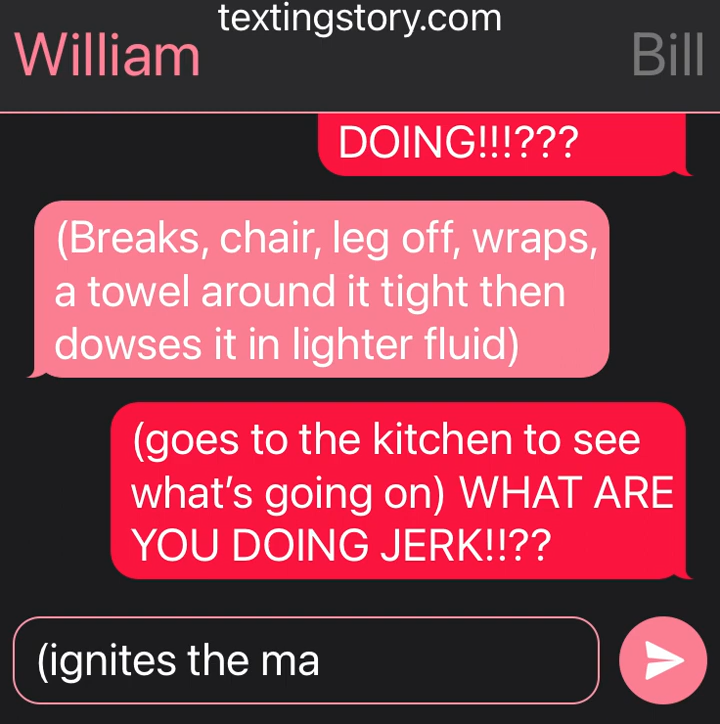 textingstory.com
William
Bill
DOING!!!???
(Breaks, chair, leg off, wraps,
a towel around it tight then
dowses it in lighter fluid)
(goes to the kitchen to see
what's going on) WHAT ARE
YOU DOING JERK!!??
(ignites the ma